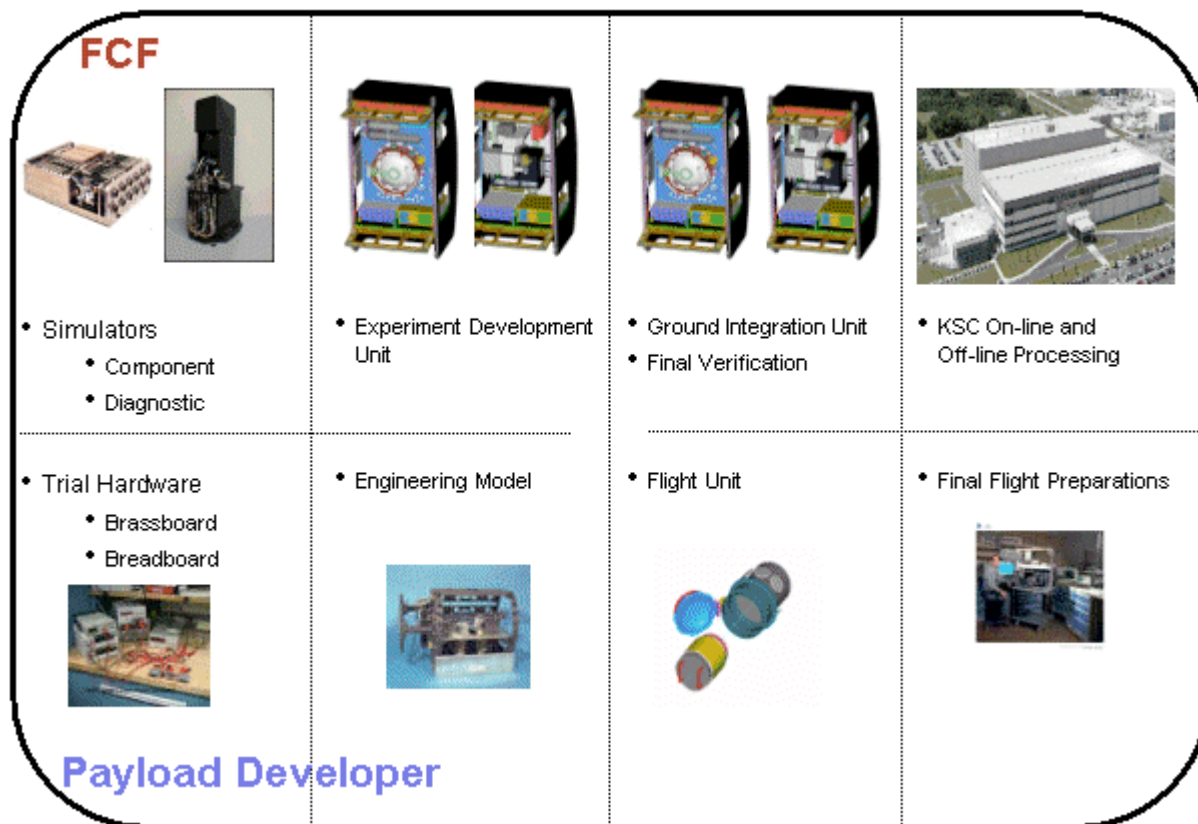 FCF
• Simulators
• Component
• Diagnostic
• Experiment Development
Unit
• Ground Integration Unit
• Final Verification
• KSC On-line and
Off-line Processing
• Trial Hardware
• Brassboard
• Breadboard
• Engineering Model
• Flight Unit
• Final Flight Preparations
Payload Developer